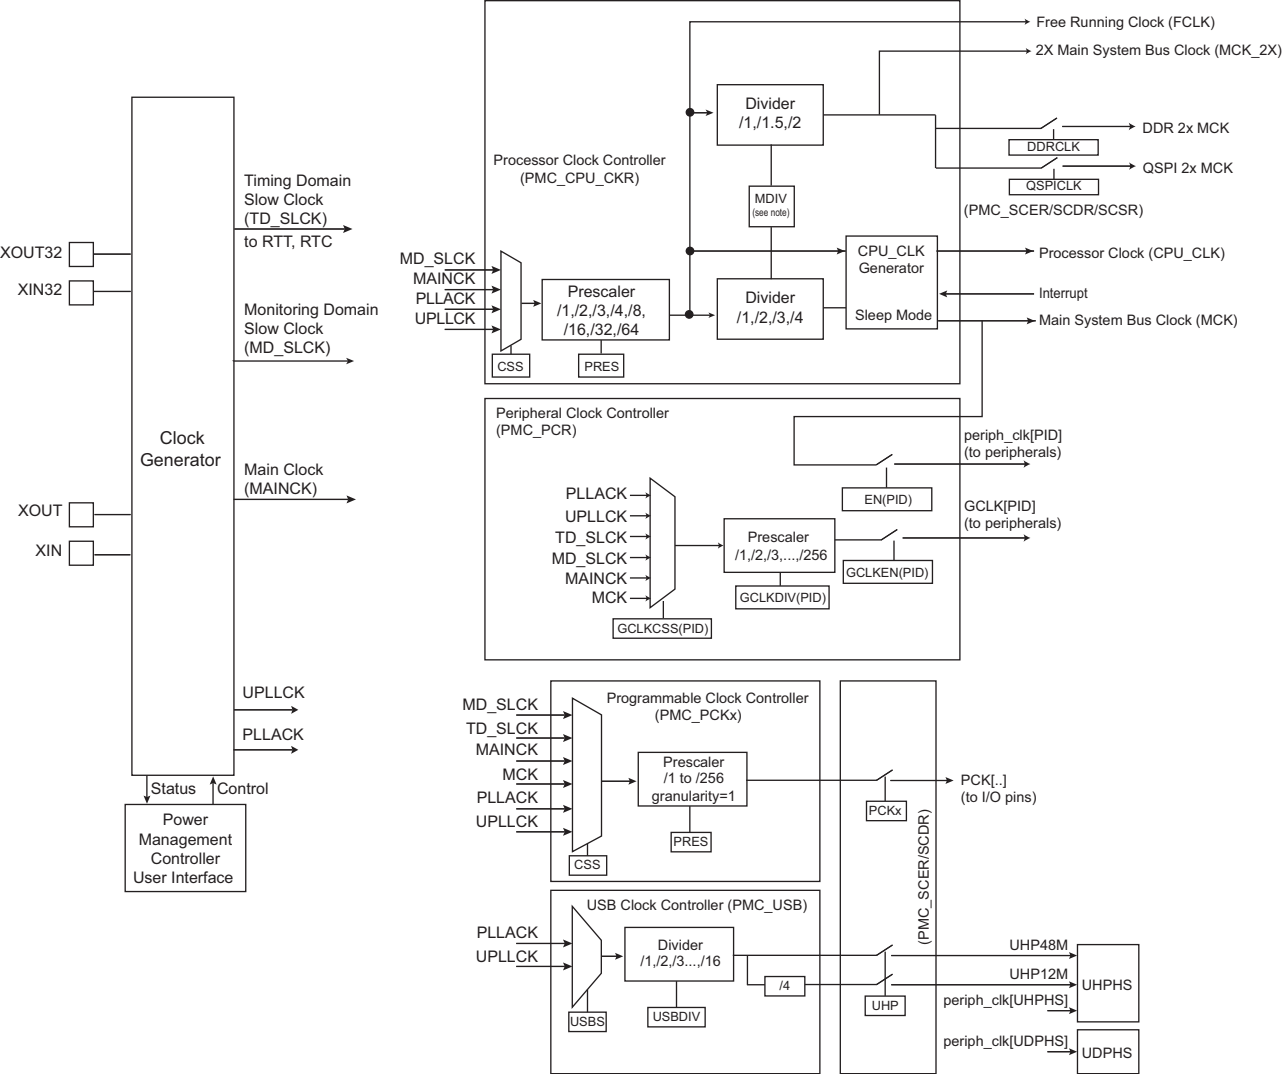 Free Running Clock (FCLK)
2X Main System Bus Clock (MCK_2X)
Divider
/1,/1.5,/2
DDR 2x MCK
DDRCLK
QSPI 2x MCK
QSPICLK
(PMC_SCER/SCDR/SCSR)
Processor Clock Controller
(PMC_CPU_CKR)
MDIV
(see note)
MD_SLCK
MAINCK
PLLACK
UPLLCK
CSS
Prescaler
/1,/2,/3,/4,/8,
/16,/32,/64
PRES
Divider
/1,/2,/3,/4
CPU_CLK
Generator
Sleep Mode
Processor Clock (CPU_CLK)
Interrupt
Main System Bus Clock (MCK)
Clock
Generator
XOUT32
XIN32
XOUT
XIN
Timing Domain
Slow Clock
(TD_SLCK)
to RTT, RTC
Monitoring Domain
Slow Clock
(MD_SLCK)
Main Clock
(MAINCK)
UPLLCK
PLLACK
Status
Control
Power
Management
Controller
User Interface
Peripheral Clock Controller
(PMC_PCR)
PLLACK
UPLLCK
TD_SLCK
MD_SLCK
MAINCK
MCK
GCLKCSS(PID)
Prescaler
/1,/2,/3,...,/256
GCLKDIV(PID)
EN(PID)
GCLKEN(PID)
periph_clk[PID]
(to peripherals)
GCLK[PID]
(to peripherals)
Programmable Clock Controller
(PMC_PCKx)
MD_SLCK
TD_SLCK
MAINCK
MCK
PLLACK
UPLLCK
CSS
Prescaler
/1 to /256
granularity=1
PRES
PCKx
PCK[..]
(to I/O pins)
(PMC_SCER/SCDR)
USB Clock Controller (PMC_USB)
PLLACK
UPLLCK
USBS
Divider
/1,/2,/3...,/16
USBDIV
/4
UHP
UHP48M
UHP12M
periph_clk[UHPHS]
UHPHS
periph_clk[UDPHS]
UDPHS